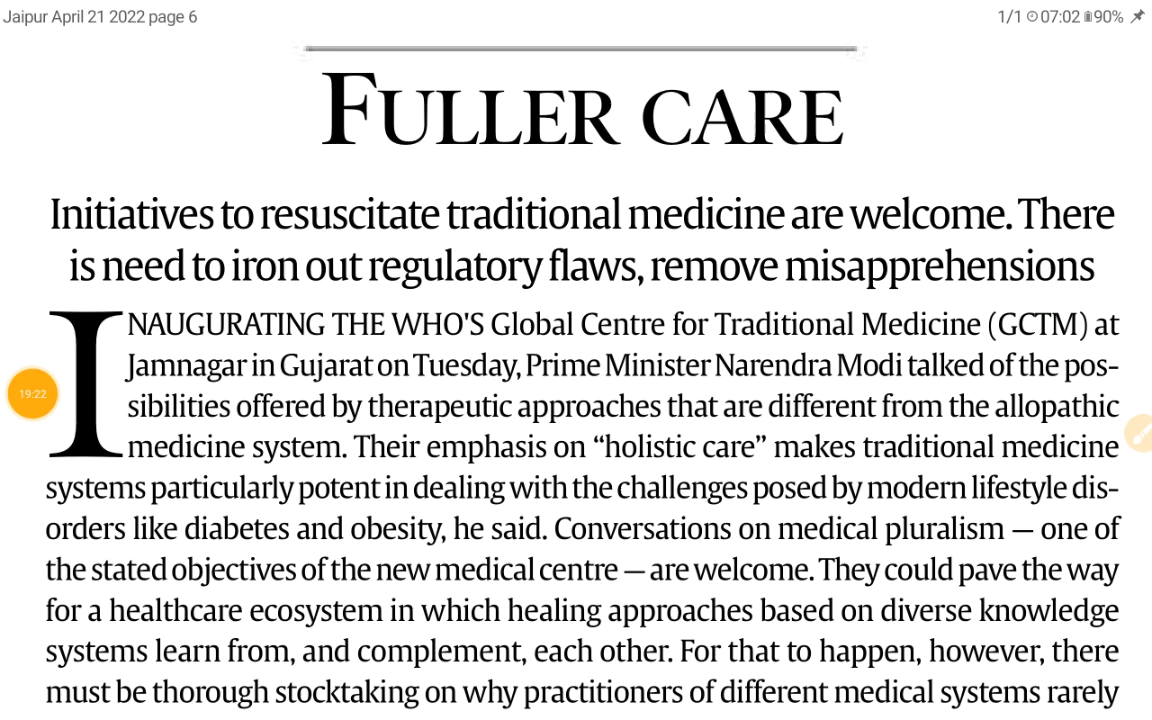 Jaipur April 21 2022 page 6
1/1 07:02 90%
FULLER CARE
Initiatives to resuscitate traditional medicine are welcome. There
is need to iron out regulatory flaws, remove misapprehensions
INAUGURATING THE WHO'S Global Centre for Traditional Medicine (GCTM) at
Jamnagar in Gujarat on Tuesday, Prime Minister Narendra Modi talked of the pos-
19:22
sibilities offered by therapeutic approaches that are different from the allopathic
medicine system. Their emphasis on “holistic care” makes traditional medicine
systems particularly potent in dealing with the challenges posed by modern lifestyle dis-
orders like diabetes and obesity, he said. Conversations on medical pluralism — one of
the stated objectives of the new medical centre — are welcome. They could pave the way
for a healthcare ecosystem in which healing approaches based on diverse knowledge
systems learn from, and complement, each other. For that to happen, however, there
must be thorough stocktaking on why practitioners of different medical systems rarely